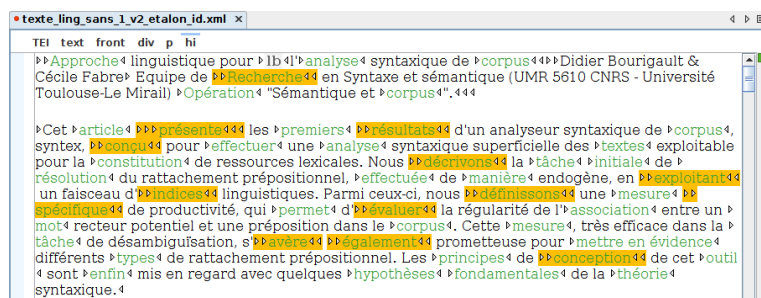 texte_ling_sans_1_v2_etalon_id.xml ×
TEI text front div p hi
Approche linguistique pour lb l'analyse syntaxique de corpus Didier Bourigault &
Cécile Fabre Equipe de Recherche en Syntaxe et sémantique (UMR 5610 CNRS - Université
Toulouse-Le Mirail) Opération "Sémantique et corpus".
Cet article présente les premiers résultats d'un analyseur syntaxique de corpus,
syntex, conçu pour effectuer une analyse syntaxique superficielle des textes exploitable
pour la constitution de ressources lexicales. Nous décrivons la tâche initiale de
résolution du rattachement prépositionnel, effectuée de manière endogène, en exploitant
un faisceau d'indices linguistiques. Parmi ceux-ci, nous définissons une mesure
spécifique de productivité, qui permet d'évaluer la régularité de l'association entre un
mot recteur potentiel et une préposition dans le corpus. Cette mesure, très efficace dans la
tâche de désambiguïsation, s'avère également prometteuse pour mettre en évidence
différents types de rattachement prépositionnel. Les principes de conception de cet outil
sont enfin mis en regard avec quelques hypothèses fondamentales de la théorie
syntaxique.